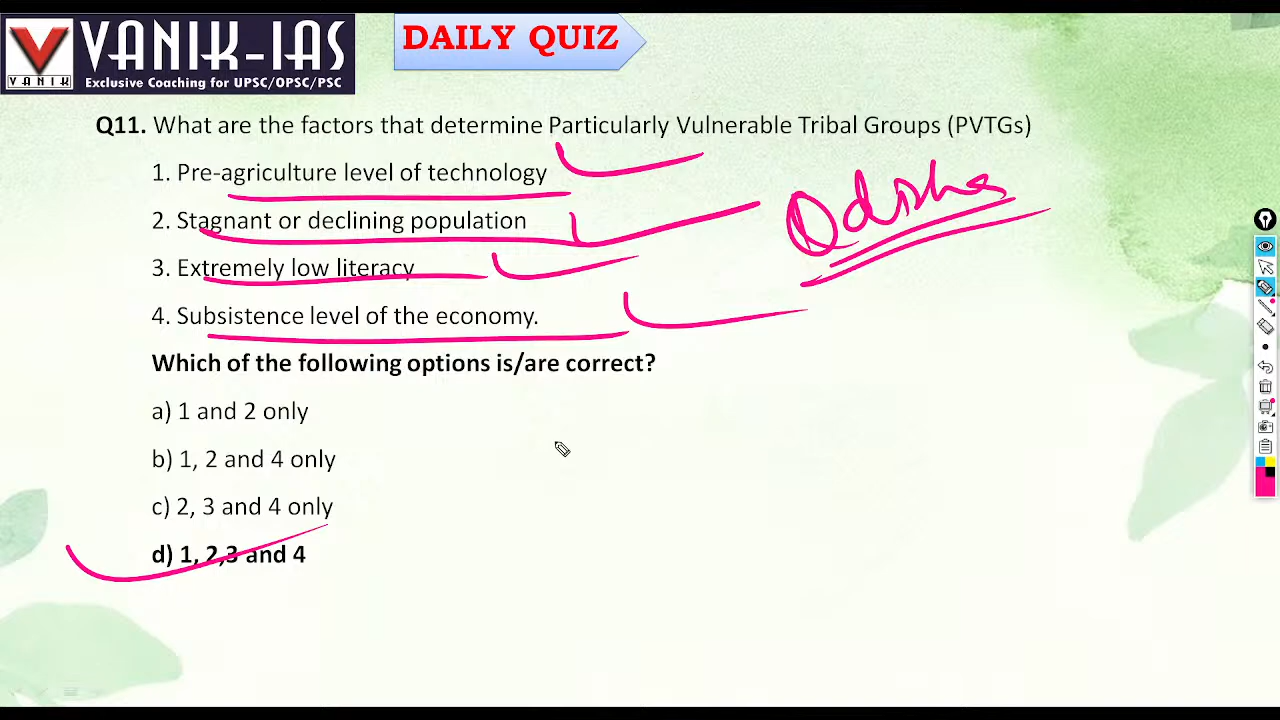 VANIK-IAS
VANIK
Exclusive Coaching for UPSC/OPSC/PSC
DAILY QUIZ
Q11. What are the factors that determine Particularly Vulnerable Tribal Groups (PVTGs)
1. Pre-agriculture level of technology
2. Stagnant or declining population
Odisha
3. Extremely low literacy
4. Subsistence level of the economy.
Which of the following options is/are correct?
a) 1 and 2 only
b) 1, 2 and 4 only
c) 2, 3 and 4 only
d) 1, 2,3 and 4